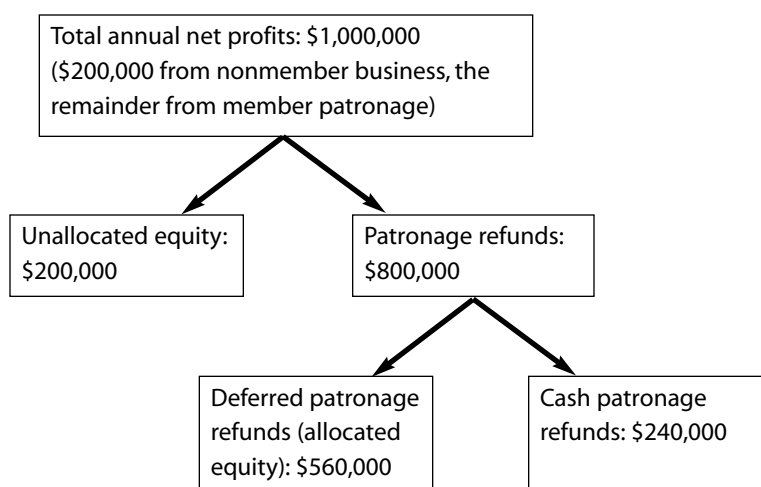 Total annual net profits: $1,000,000
($200,000 from nonmember business, the
remainder from member patronage)
Unallocated equity:
$200,000
Patronage refunds:
$800,000
Deferred patronage
refunds (allocated
equity): $560,000
Cash patronage
refunds: $240,000